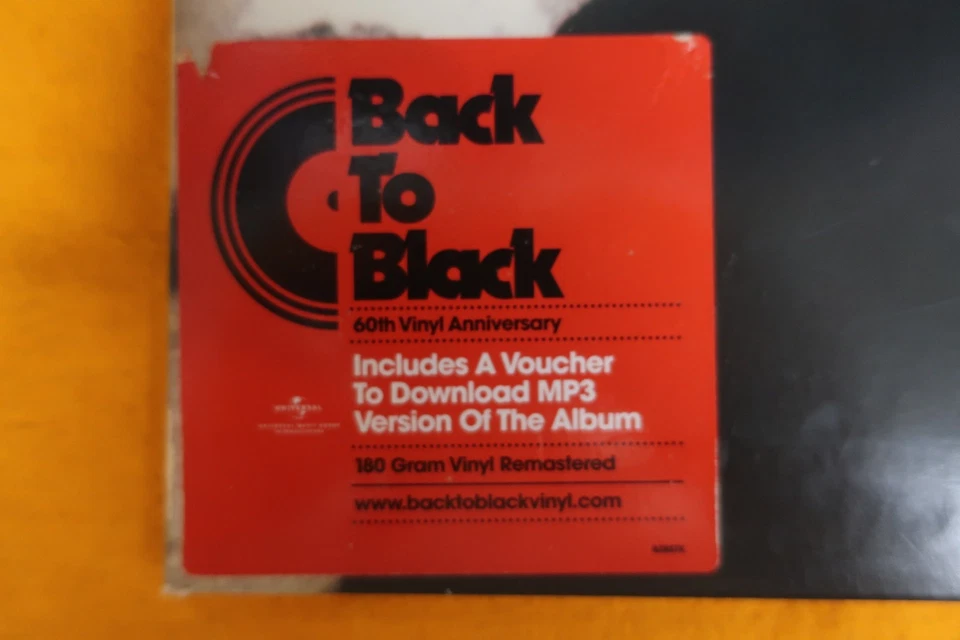 Back
To
Black
60th Vinyl Anniversary
Includes A Voucher
To Download MP3
Version Of The Album
UNIVERSAL
180 Gram Vinyl Remastered
www.backtoblackvinyl.com